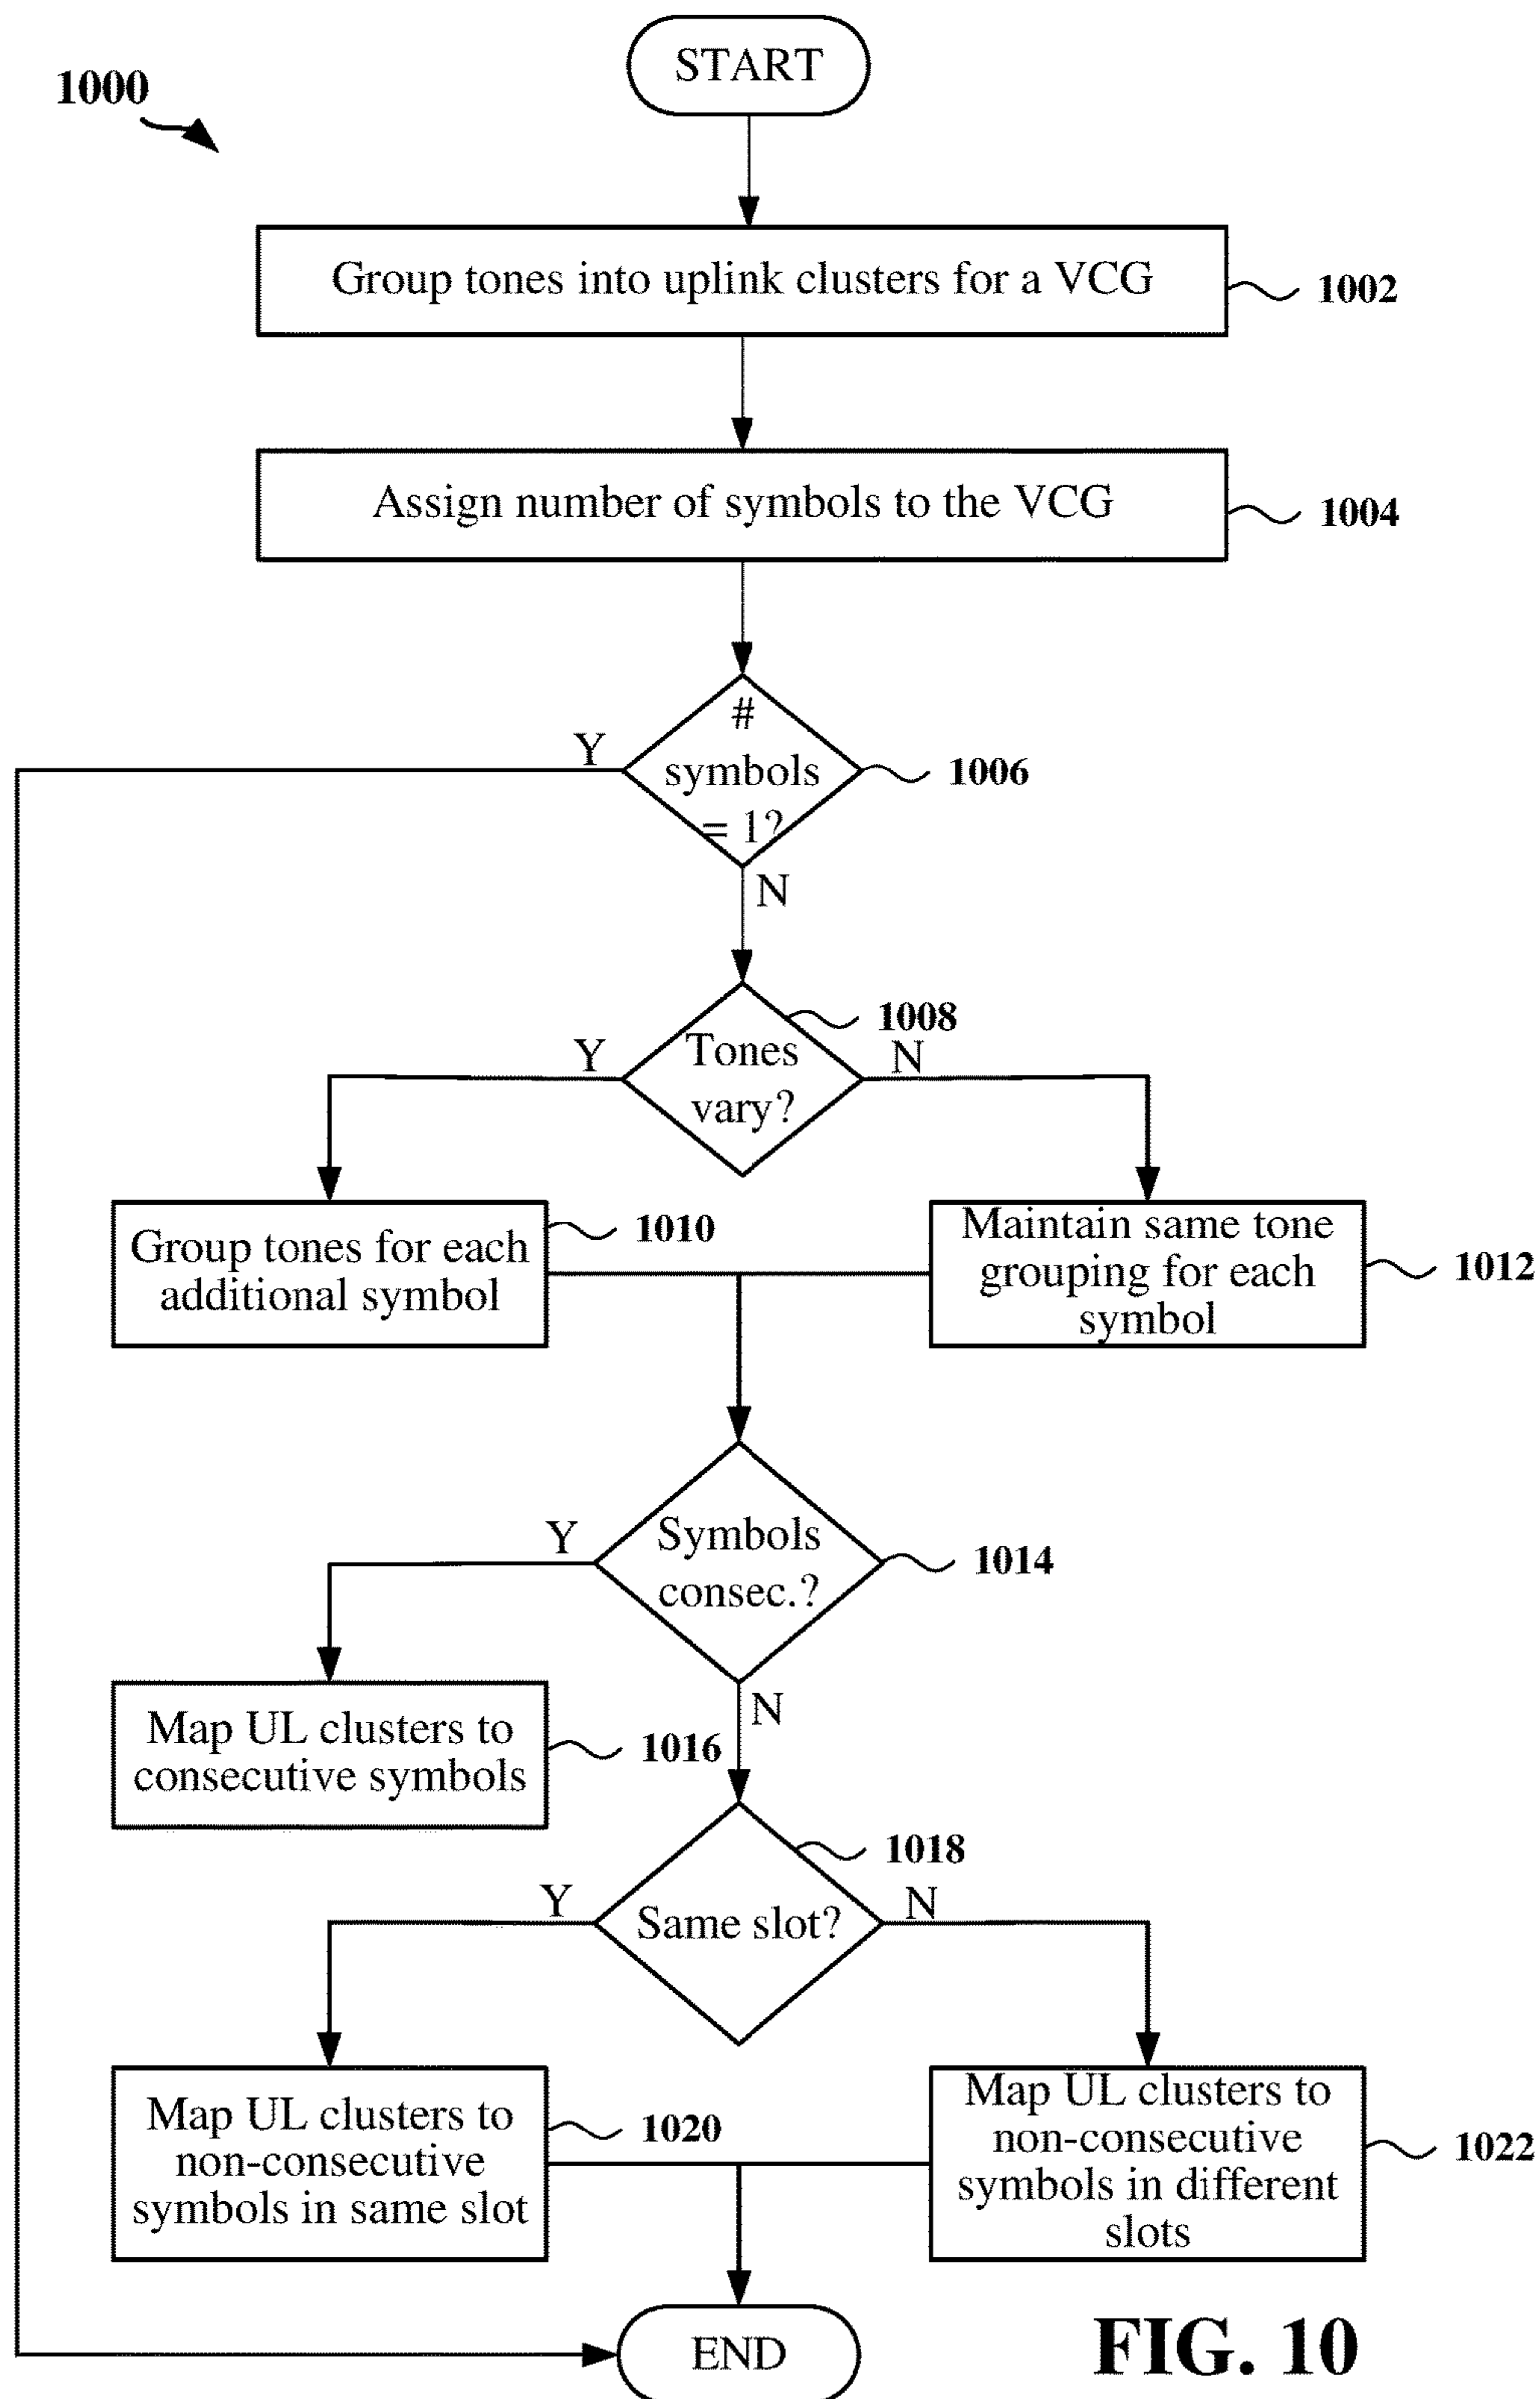 1000
START
Group tones into uplink clusters for a VCG
1002
Assign number of symbols to the VCG
1004
#
symbols
= 1?
1006
Y
N
Tones
vary?
1008
Y
N
Group tones for each
additional symbol
1010
Maintain same tone
grouping for each
symbol
1012
Symbols
consec.?
1014
Y
N
Map UL clusters to
consecutive symbols
1016
Same slot?
1018
Y
N
Map UL clusters to
non-consecutive
symbols in same slot
1020
Map UL clusters to
non-consecutive
symbols in different
slots
1022
END
FIG. 10